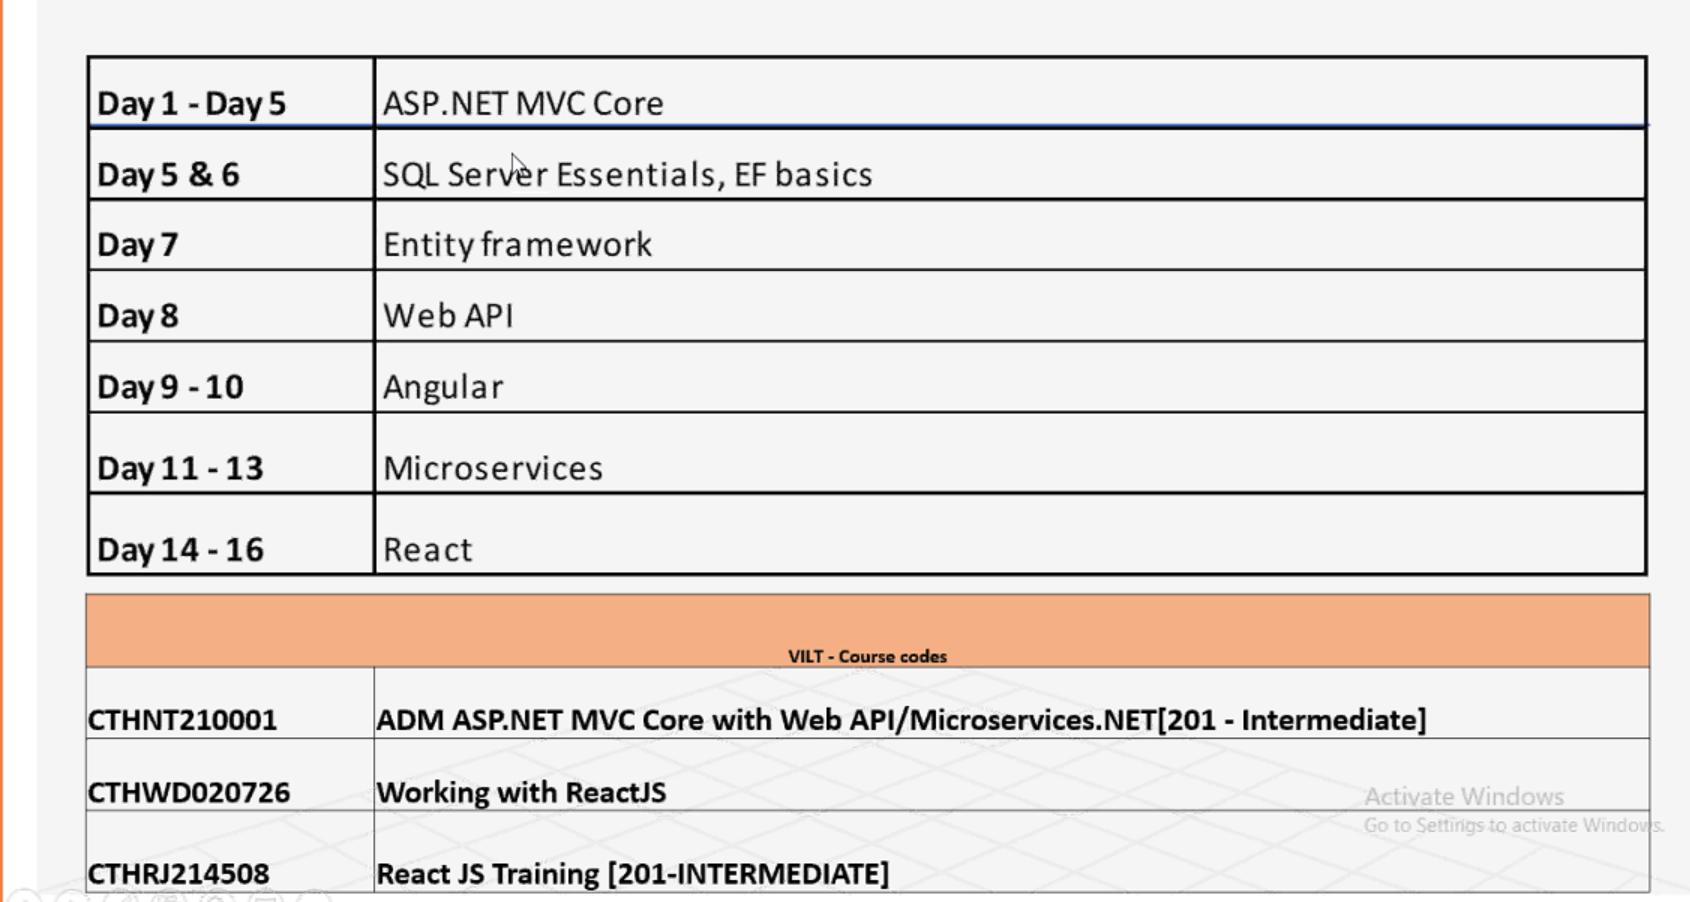 Day 1 - Day 5 ASP.NET MVC Core
Day 5 & 6 SQL Server Essentials, EF basics
Day 7 Entity framework
Day 8 Web API
Day 9 - 10 Angular
Day 11 - 13 Microservices
Day 14 - 16 React
VILT - Course codes
CTHNT210001 ADM ASP.NET MVC Core with Web API/Microservices.NET[201 - Intermediate]
CTHWD020726 Working with ReactJS
CTHRJ214508 React JS Training [201-INTERMEDIATE]
Activate Windows
Go to Settings to activate Windows.